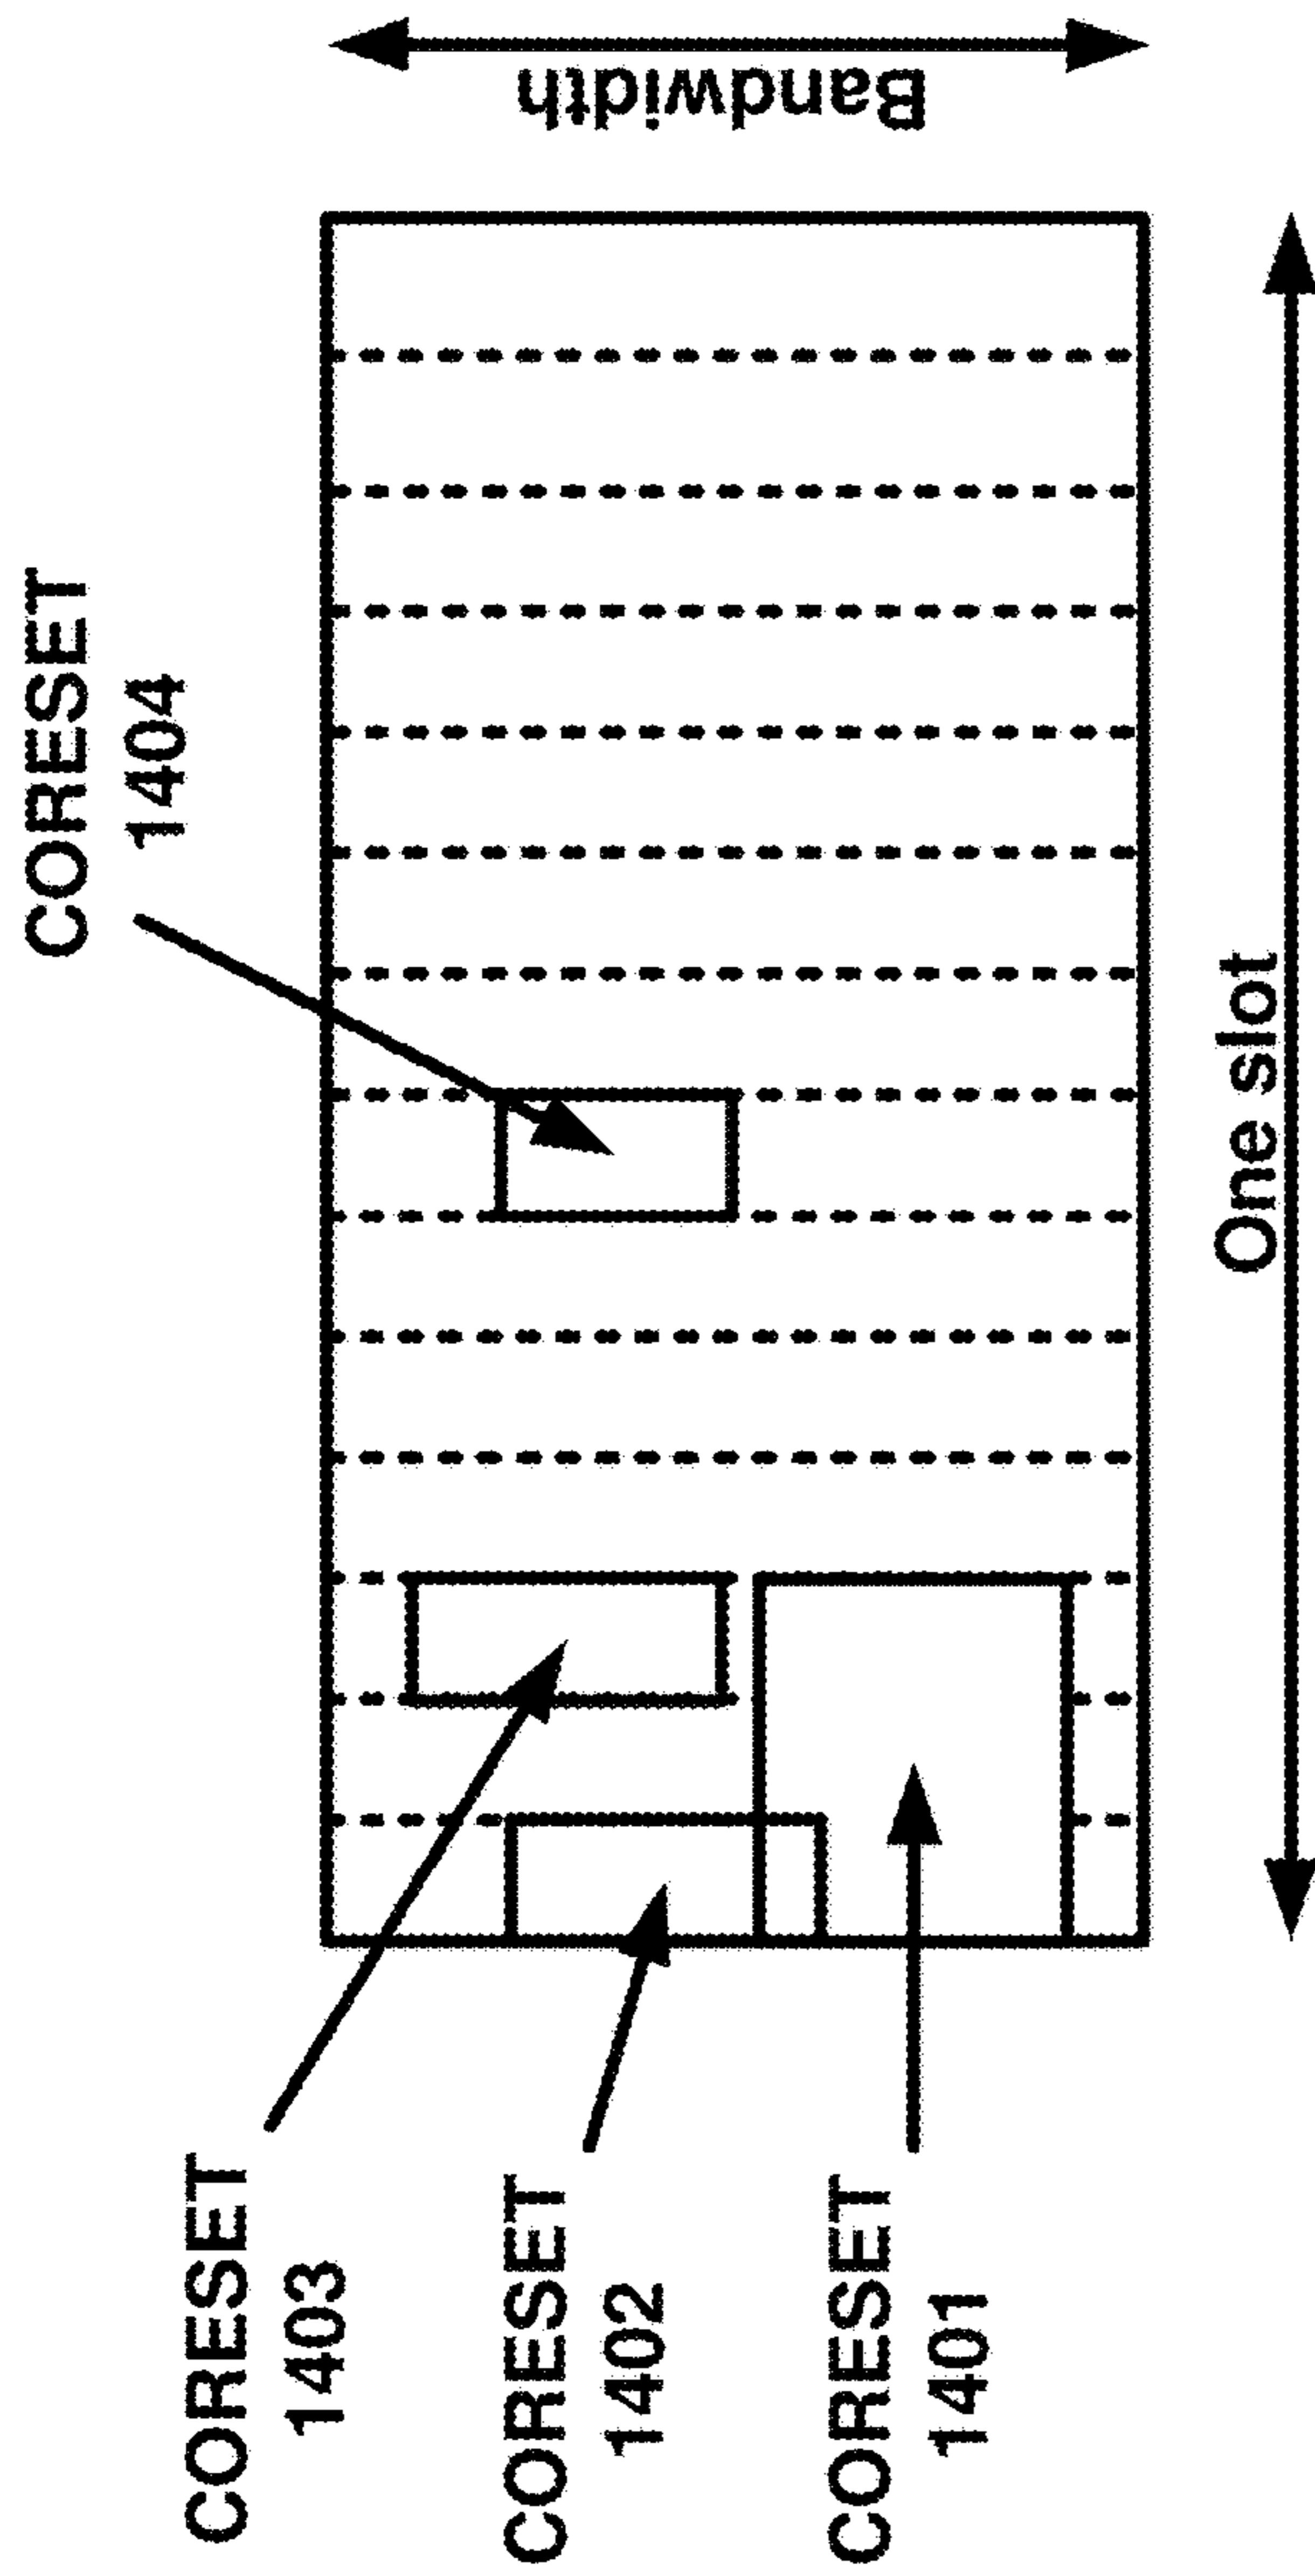 CORESET
1404
Bandwidth
CORESET
1403
CORESET
1402
CORESET
1401
One slot